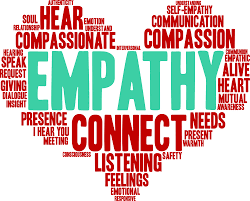 AUTHENTICITY
UNDERSTANDING
SOUL
HEAR
EMOTION
SELF-EMPATHY
RELATIONSHIP
UNDERSTAND
COMMUNICATION
COMPASSIONATE
INTERPERSONAL
COMPASSION
HEARING
SPEAK
REQUEST
GIVING
DIALOGUE
INSIGHT
EMPATHY
COMMUNION
EMPATHIC
ALIVE
HEART
MUTUAL
AWARENESS
PRESENCE
I HEAR YOU
MEETING
CONNECT
NEEDS
PRESENT
WARMTH
CONSCIOUSNESS
LISTENING
SAFETY
FEELINGS
EMOTIONAL
RESPONSIVE